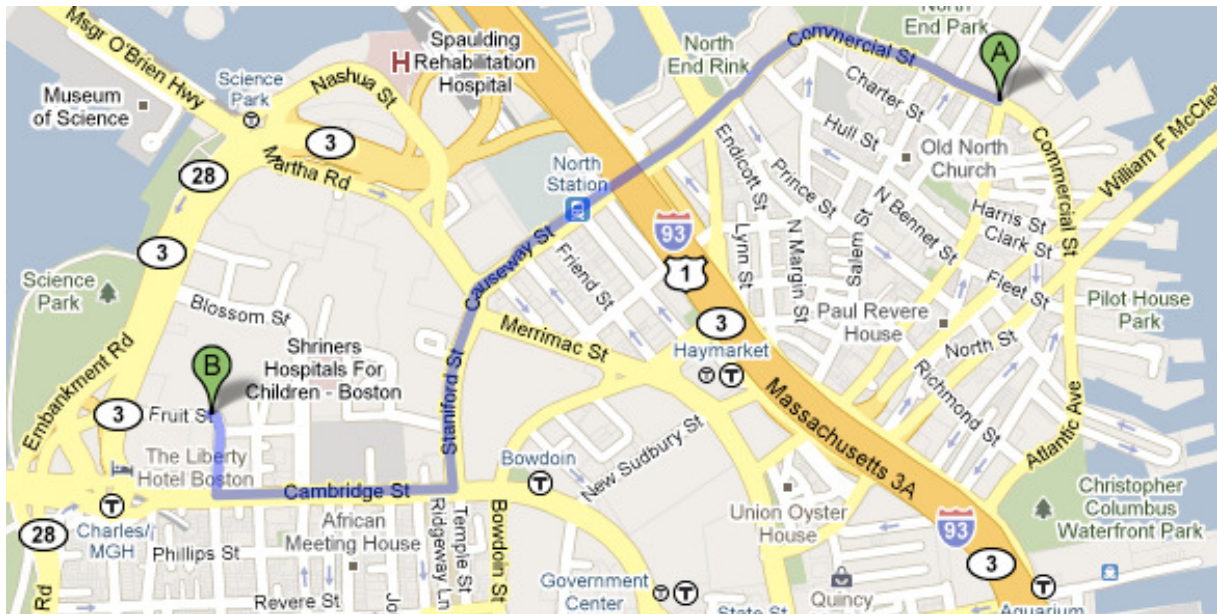 Msgr O'Brien Hwy
Museum
of Science
Science
Park
Nashua St
H
Spaulding
Rehabilitation
Hospital
North
End Rink
Commercial St
North
End Park
A
Charter St
Hull St
Old North
Church
Commercial St
William F McClell
3
28
Martha Rd
North
Station
Endicott St
Prince St
N Bennet St
Harris St
Clark St
3
93
1
Lynn St
N Margin St
Salem St
Fleet St
Pilot House
Park
Science
Park
Blossom St
Causeway St
Friend St
Merrimac St
3
Haymarket
T
T
Paul Revere
House
North St
Richmond St
B
Shriners
Hospitals For
Children - Boston
Embankment Rd
3
Fruit St
Staniford St
Massachusetts 3A
Atlantic Ave
The Liberty
Hotel Boston
Bowdoin
T
New Sudbury St
Cambridge St
Union Oyster
House
Christopher
Columbus
Waterfront Park
T
Charles/
MGH
28
Phillips St
African
Meeting House
Ridgeway Ln
Temple St
Bowdoin St
93
3
Government
Center
T
T
Rd
Revere St
Jo
State St
Quincy
T
Aquarium